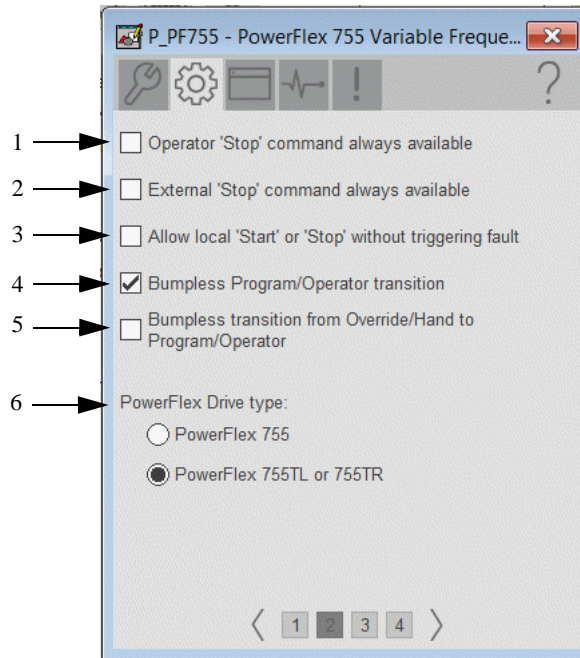 P_PF755 - PowerFlex 755 Variable Freque...
?
1
Operator 'Stop' command always available
2
External 'Stop' command always available
3
Allow local 'Start' or 'Stop' without triggering fault
4
Bumpless Program/Operator transition
5
Bumpless transition from Override/Hand to
Program/Operator
6
PowerFlex Drive type:
PowerFlex 755
PowerFlex 755TL or 755TR
1 2 3 4